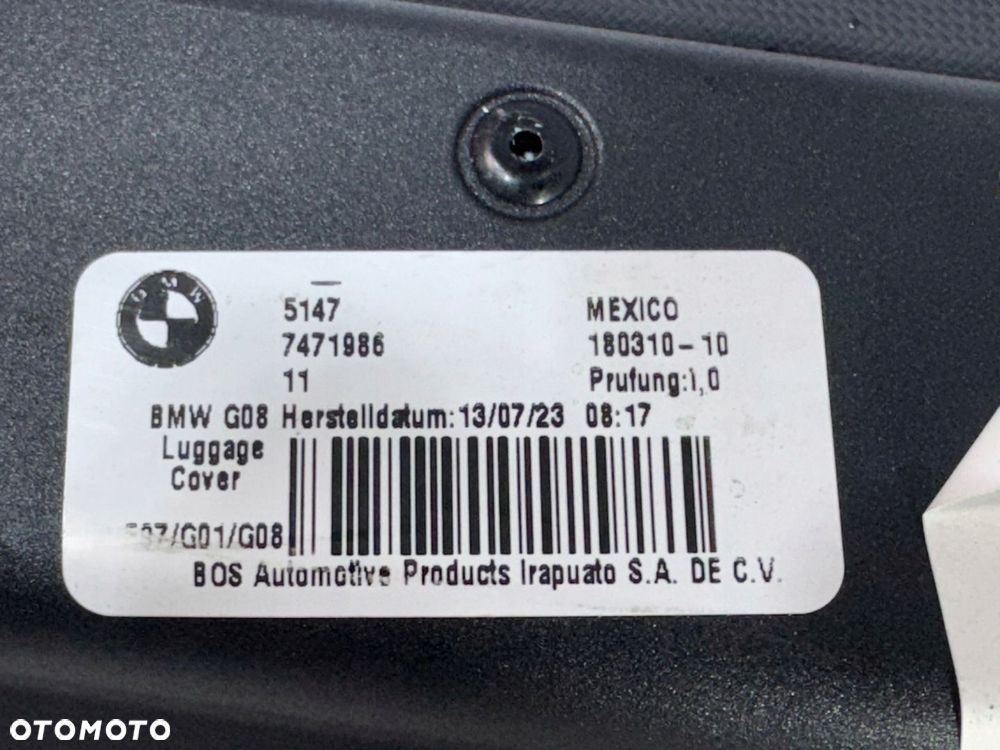 BMW
5147 MEXICO
7471986 180310-10
11 Prufung:1,0
BMW G08 Herstelldatum:13/07/23 08:17
Luggage
Cover
/G01/G08
BOS Automotive Products Irapuato S.A. DE C.V.
OTOMOTO